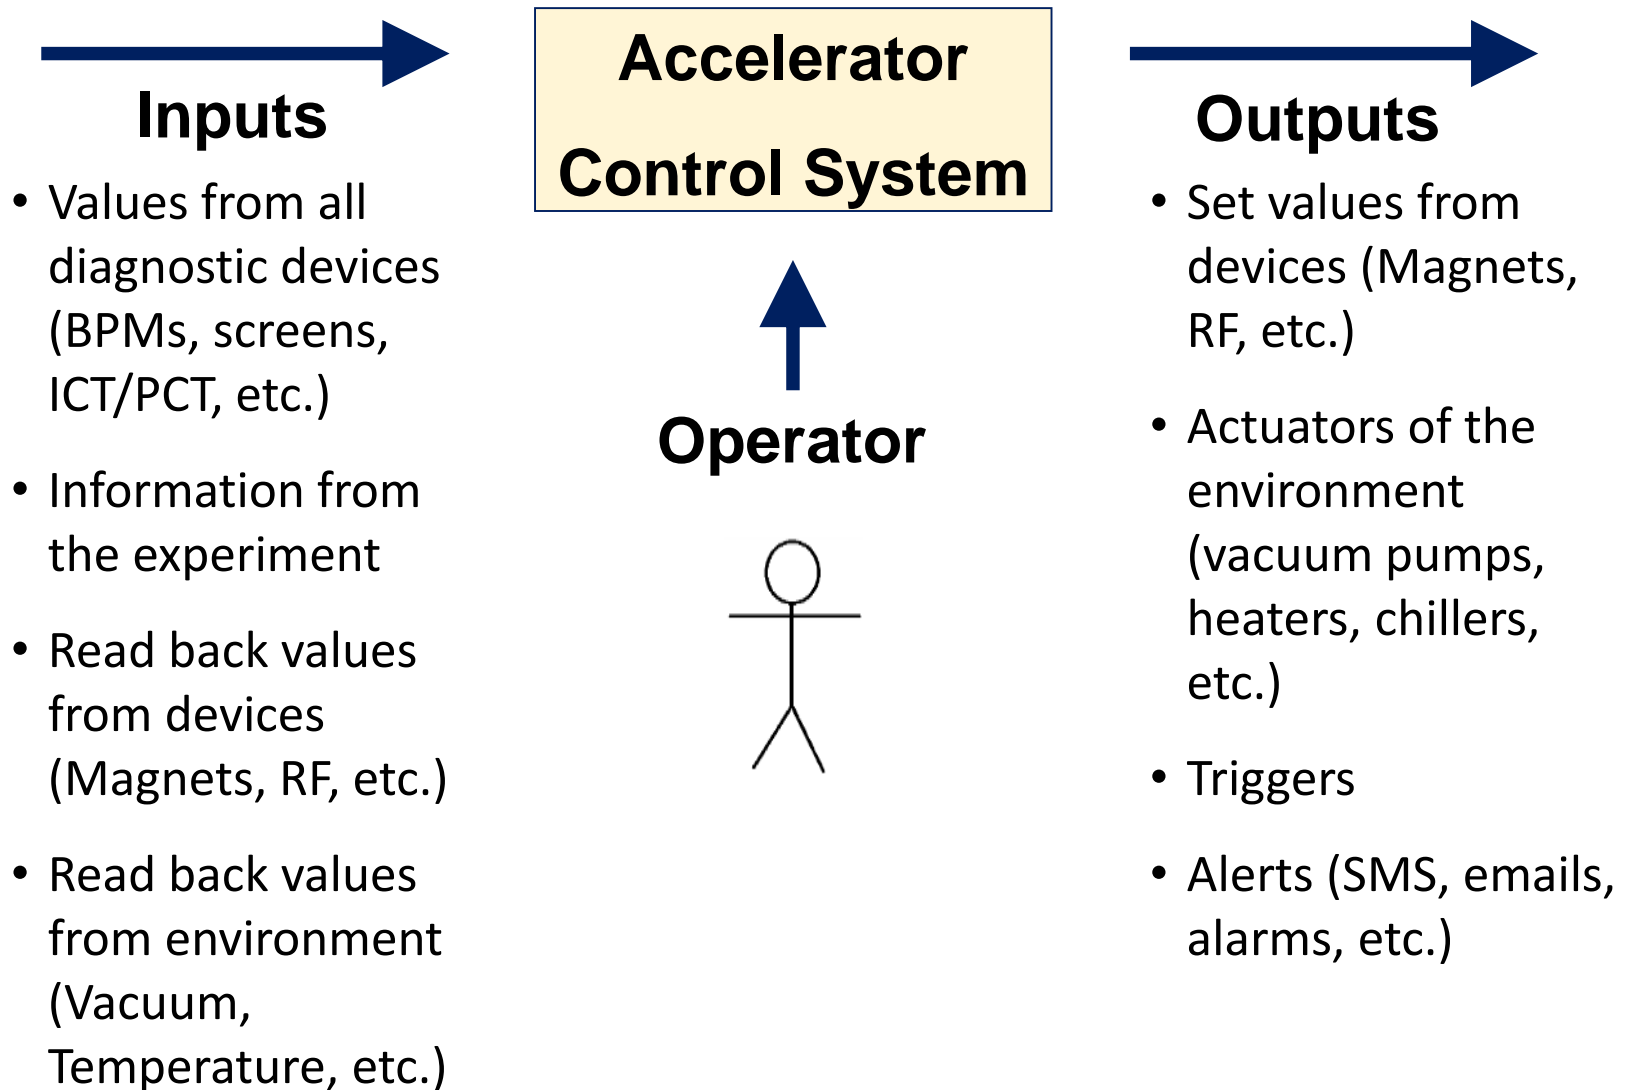 Inputs
• Values from all
diagnostic devices
(BPMs, screens,
ICT/PCT, etc.)
• Information from
the experiment
• Read back values
from devices
(Magnets, RF, etc.)
• Read back values
from environment
(Vacuum,
Temperature, etc.)
Accelerator
Control System
Operator
Outputs
• Set values from
devices (Magnets,
RF, etc.)
• Actuators of the
environment
(vacuum pumps,
heaters, chillers,
etc.)
• Triggers
• Alerts (SMS, emails,
alarms, etc.)